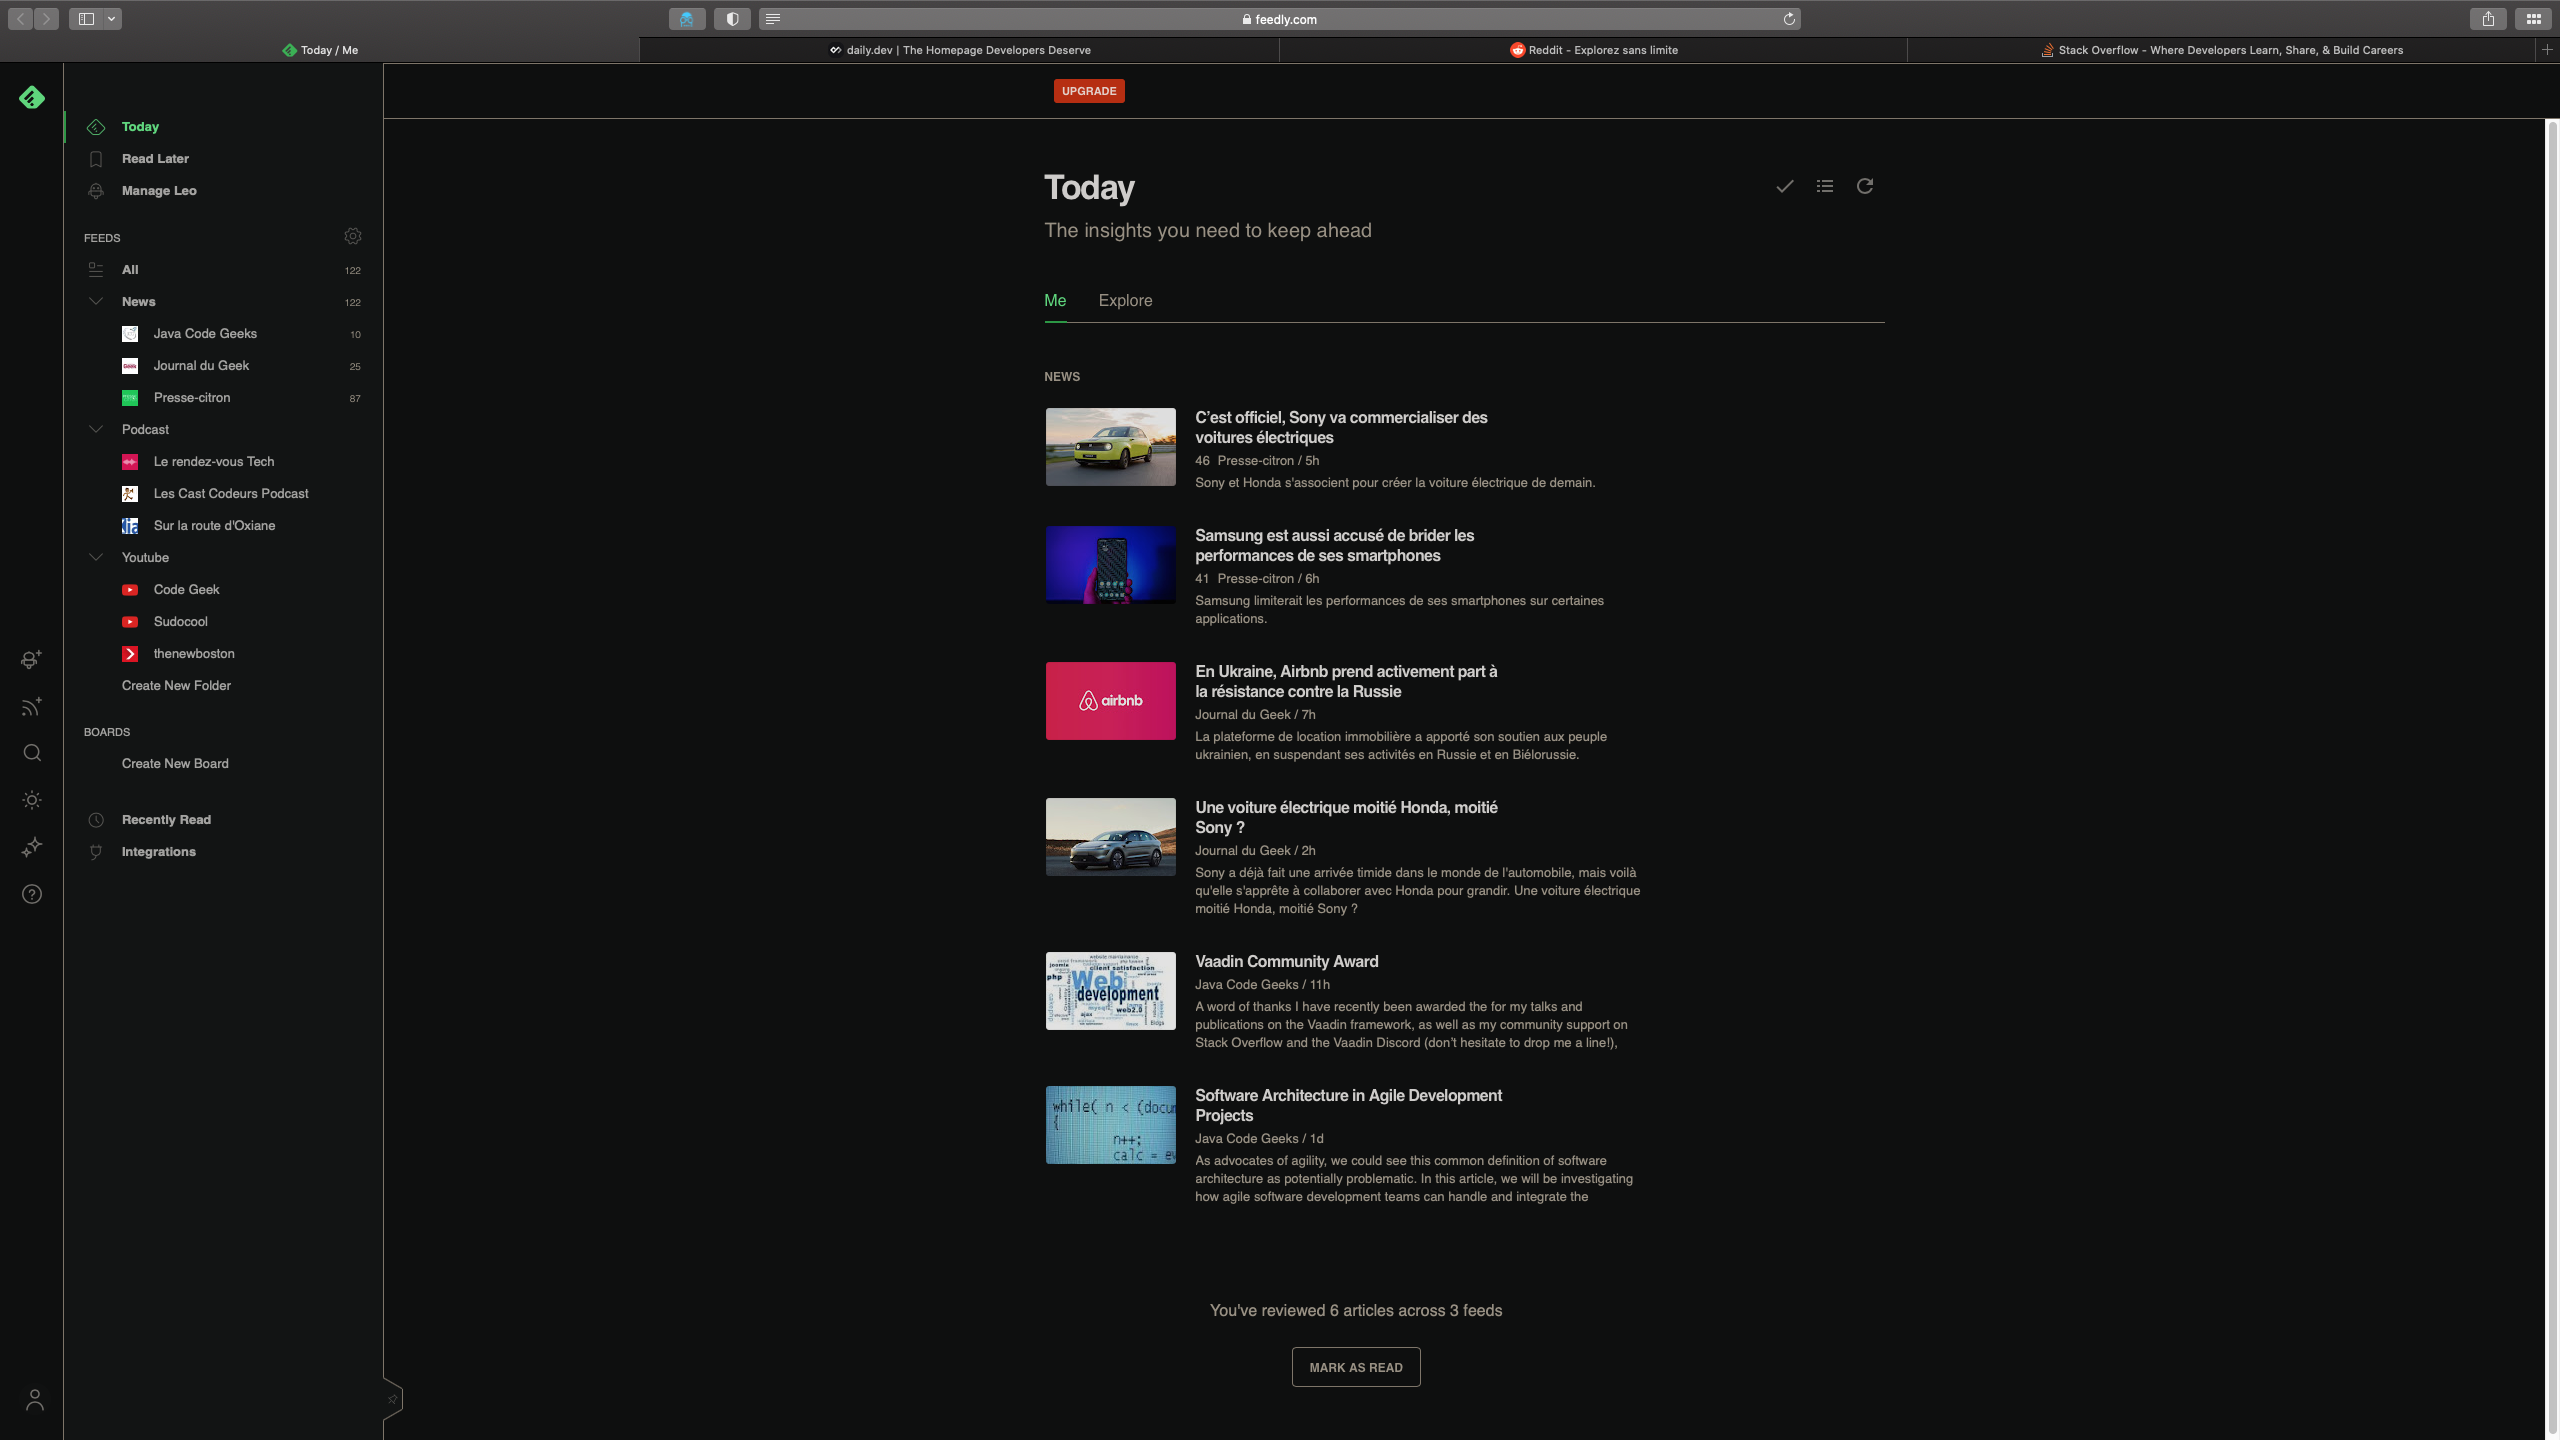 feedly.com
Today / Me
daily.dev | The Homepage Developers Deserve
Reddit - Explorez sans limite
Stack Overflow - Where Developers Learn, Share, & Build Careers
UPGRADE
Today
Read Later
Manage Leo
FEEDS
All 122
News 122
Java Code Geeks 10
Journal du Geek 25
Presse-citron 87
Podcast
Le rendez-vous Tech
Les Cast Codeurs Podcast
Sur la route d'Oxiane
Youtube
Code Geek
Sudocool
thenewboston
Create New Folder
BOARDS
Create New Board
Recently Read
Integrations
Today
The insights you need to keep ahead
Me Explore
NEWS
C'est officiel, Sony va commercialiser des
voitures électriques
46 Presse-citron / 5h
Sony et Honda s'associent pour créer la voiture électrique de demain.
Samsung est aussi accusé de brider les
performances de ses smartphones
41 Presse-citron / 6h
Samsung limiterait les performances de ses smartphones sur certaines
applications.
airbnb
En Ukraine, Airbnb prend activement part à
la résistance contre la Russie
Journal du Geek / 7h
La plateforme de location immobilière a apporté son soutien aux peuple
ukrainien, en suspendant ses activités en Russie et en Biélorussie.
Une voiture électrique moitié Honda, moitié
Sony ?
Journal du Geek / 2h
Sony a déjà fait une arrivée timide dans le monde de l'automobile, mais voilà
qu'elle s'apprête à collaborer avec Honda pour grandir. Une voiture électrique
moitié Honda, moitié Sony ?
website maintenance
joomla
client satisfaction
php
Web
development
mysql
web2.0
ajax
Blogs
Vaadin Community Award
Java Code Geeks / 11h
A word of thanks I have recently been awarded the for my talks and
publications on the Vaadin framework, as well as my community support on
Stack Overflow and the Vaadin Discord (don't hesitate to drop me a line!),
while( n < (docum
{
n++;
calc = ev
Software Architecture in Agile Development
Projects
Java Code Geeks / 1d
As advocates of agility, we could see this common definition of software
architecture as potentially problematic. In this article, we will be investigating
how agile software development teams can handle and integrate the
You've reviewed 6 articles across 3 feeds
MARK AS READ